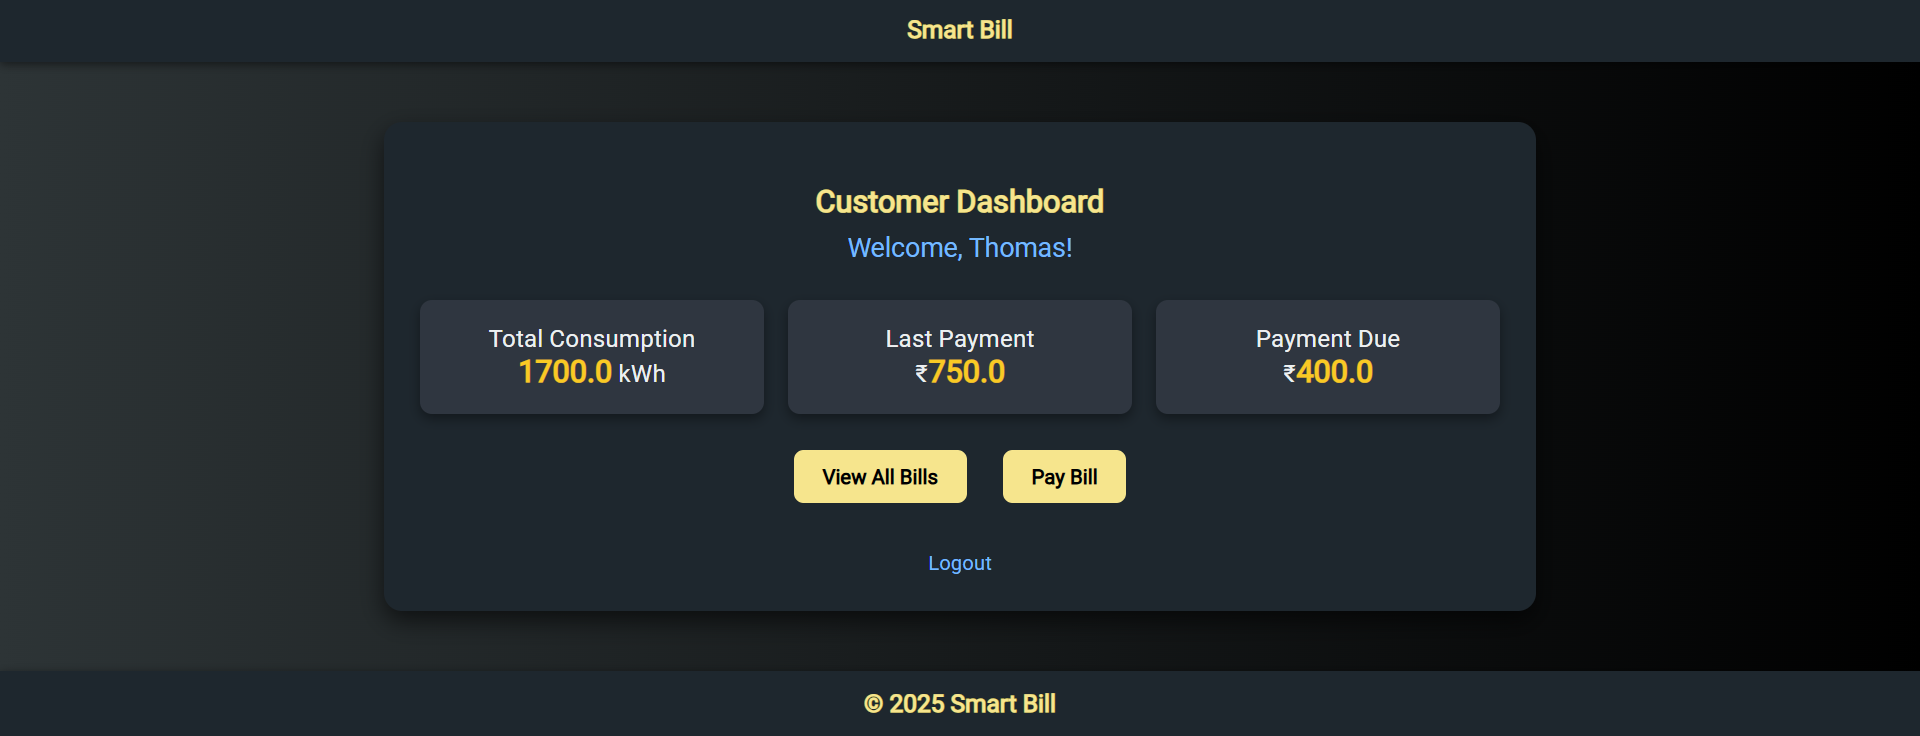 Smart Bill
Customer Dashboard
Welcome, Thomas!
Total Consumption
1700.0 kWh
Last Payment
₹750.0
Payment Due
₹400.0
View All Bills
Pay Bill
Logout
© 2025 Smart Bill